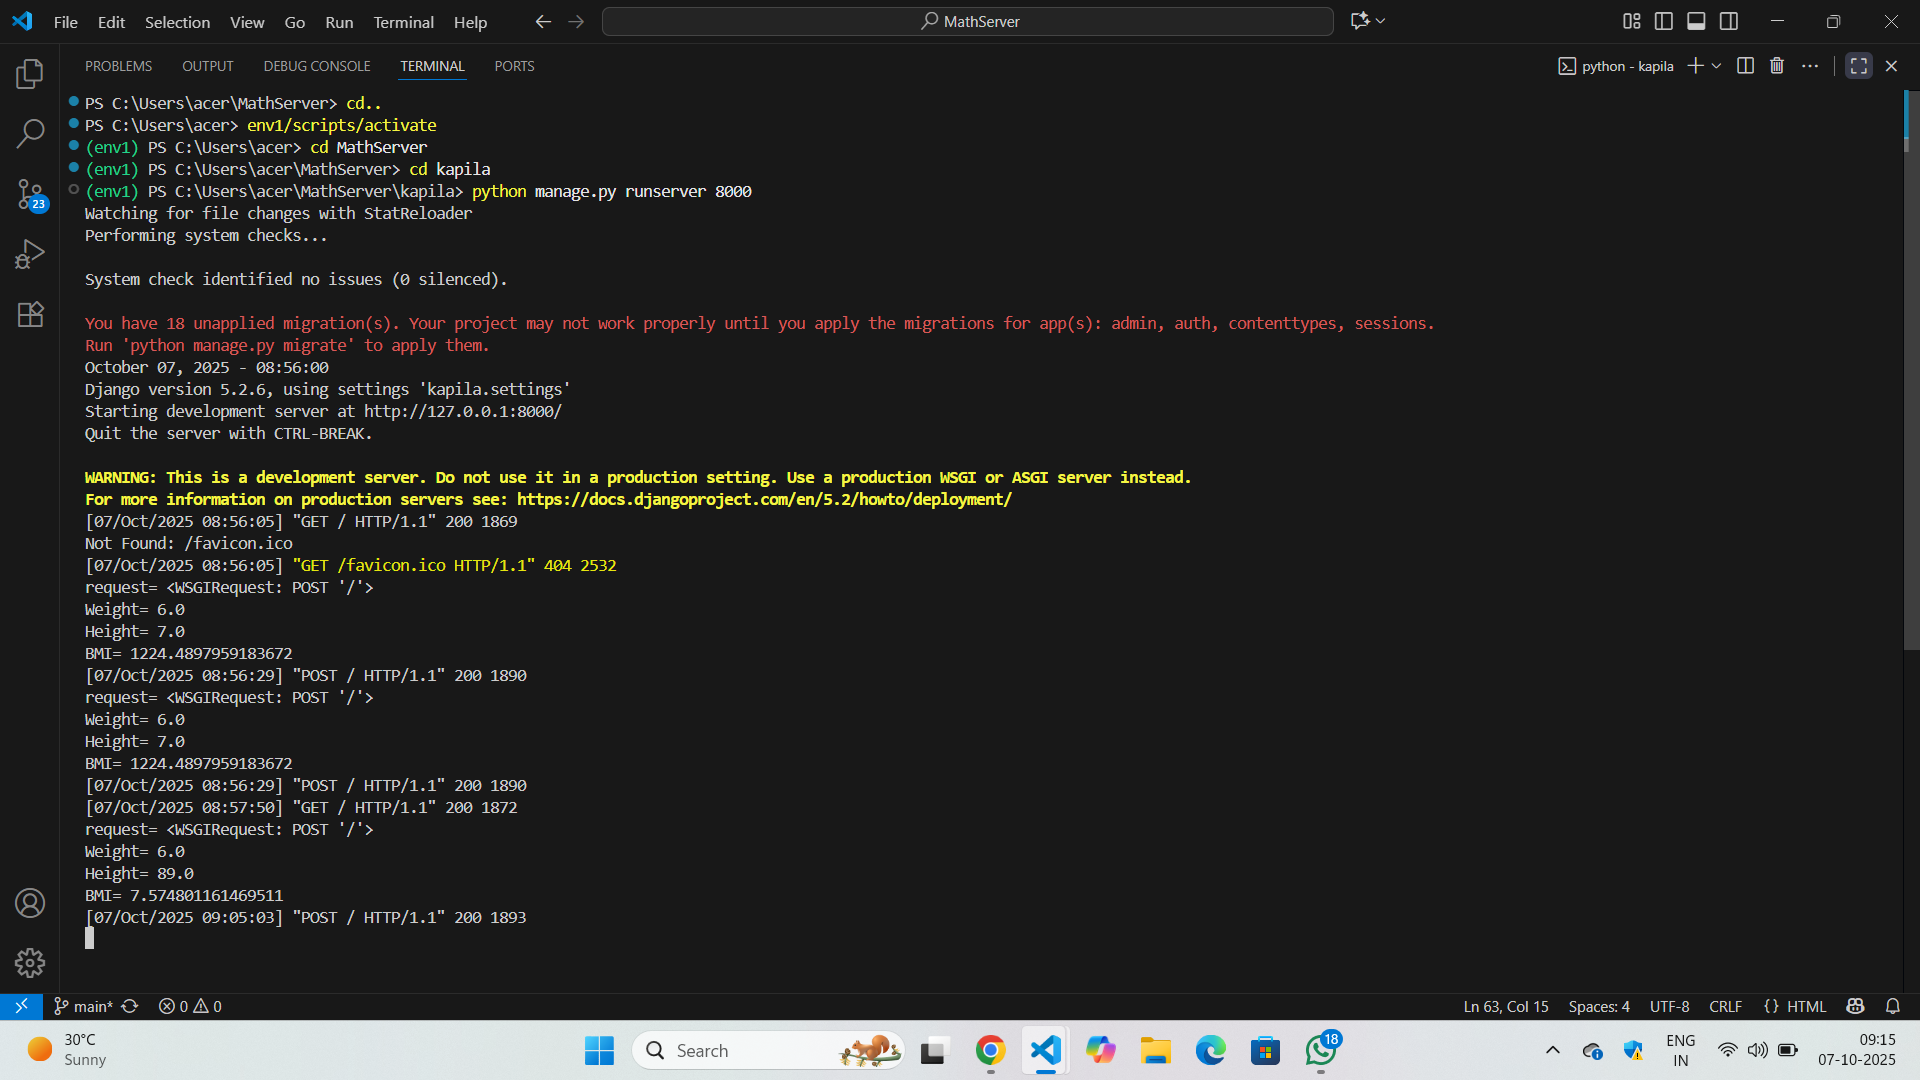 File Edit Selection View Go Run Terminal Help
MathServer
PROBLEMS OUTPUT DEBUG CONSOLE TERMINAL PORTS
python - kapila
PS C:\Users\acer\MathServer> cd..
PS C:\Users\acer> env1/scripts/activate
(env1) PS C:\Users\acer> cd MathServer
(env1) PS C:\Users\acer\MathServer> cd kapila
(env1) PS C:\Users\acer\MathServer\kapila> python manage.py runserver 8000
Watching for file changes with StatReloader
Performing system checks...
System check identified no issues (0 silenced).
You have 18 unapplied migration(s). Your project may not work properly until you apply the migrations for app(s): admin, auth, contenttypes, sessions.
Run 'python manage.py migrate' to apply them.
October 07, 2025 - 08:56:00
Django version 5.2.6, using settings 'kapila.settings'
Starting development server at http://127.0.0.1:8000/
Quit the server with CTRL-BREAK.
WARNING: This is a development server. Do not use it in a production setting. Use a production WSGI or ASGI server instead.
For more information on production servers see: https://docs.djangoproject.com/en/5.2/howto/deployment/
[07/Oct/2025 08:56:05] "GET / HTTP/1.1" 200 1869
Not Found: /favicon.ico
[07/Oct/2025 08:56:05] "GET /favicon.ico HTTP/1.1" 404 2532
request= <WSGIRequest: POST '/'>
Weight= 6.0
Height= 7.0
BMI= 1224.4897959183672
[07/Oct/2025 08:56:29] "POST / HTTP/1.1" 200 1890
request= <WSGIRequest: POST '/'>
Weight= 6.0
Height= 7.0
BMI= 1224.4897959183672
[07/Oct/2025 08:56:29] "POST / HTTP/1.1" 200 1890
[07/Oct/2025 08:57:50] "GET / HTTP/1.1" 200 1872
request= <WSGIRequest: POST '/'>
Weight= 6.0
Height= 89.0
BMI= 7.574801161469511
[07/Oct/2025 09:05:03] "POST / HTTP/1.1" 200 1893
23
main* 0 0
Ln 63, Col 15 Spaces: 4 UTF-8 CRLF {} HTML
30°C
Sunny
Search
18
ENG
IN
09:15
07-10-2025